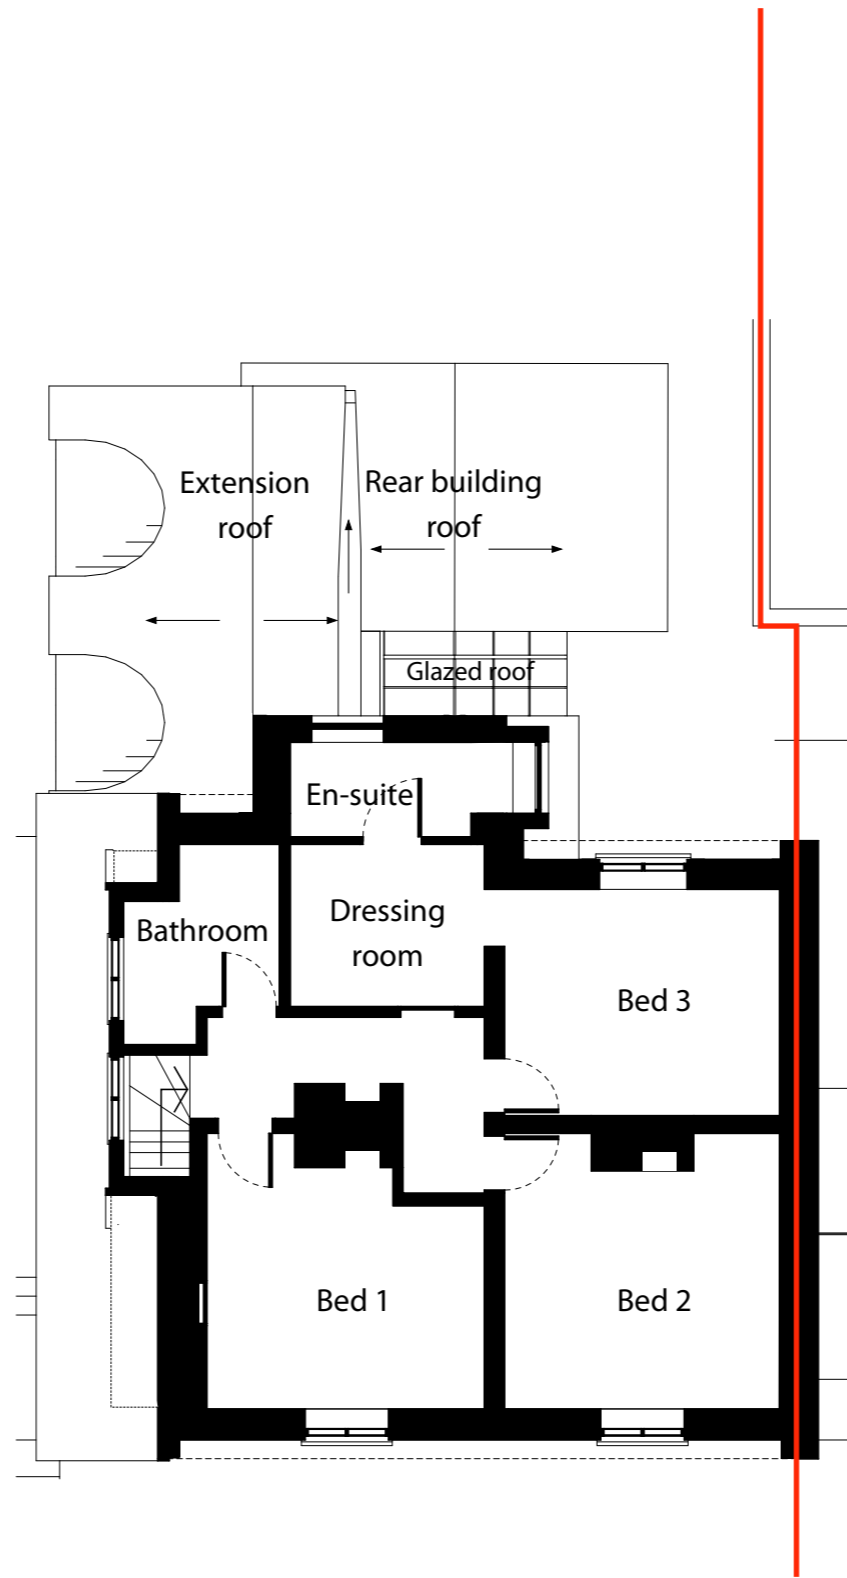 Extension
roof
Rear building
roof
Glazed roof
En-suite
Bathroom
Dressing
room
Bed 3
Bed 1
Bed 2